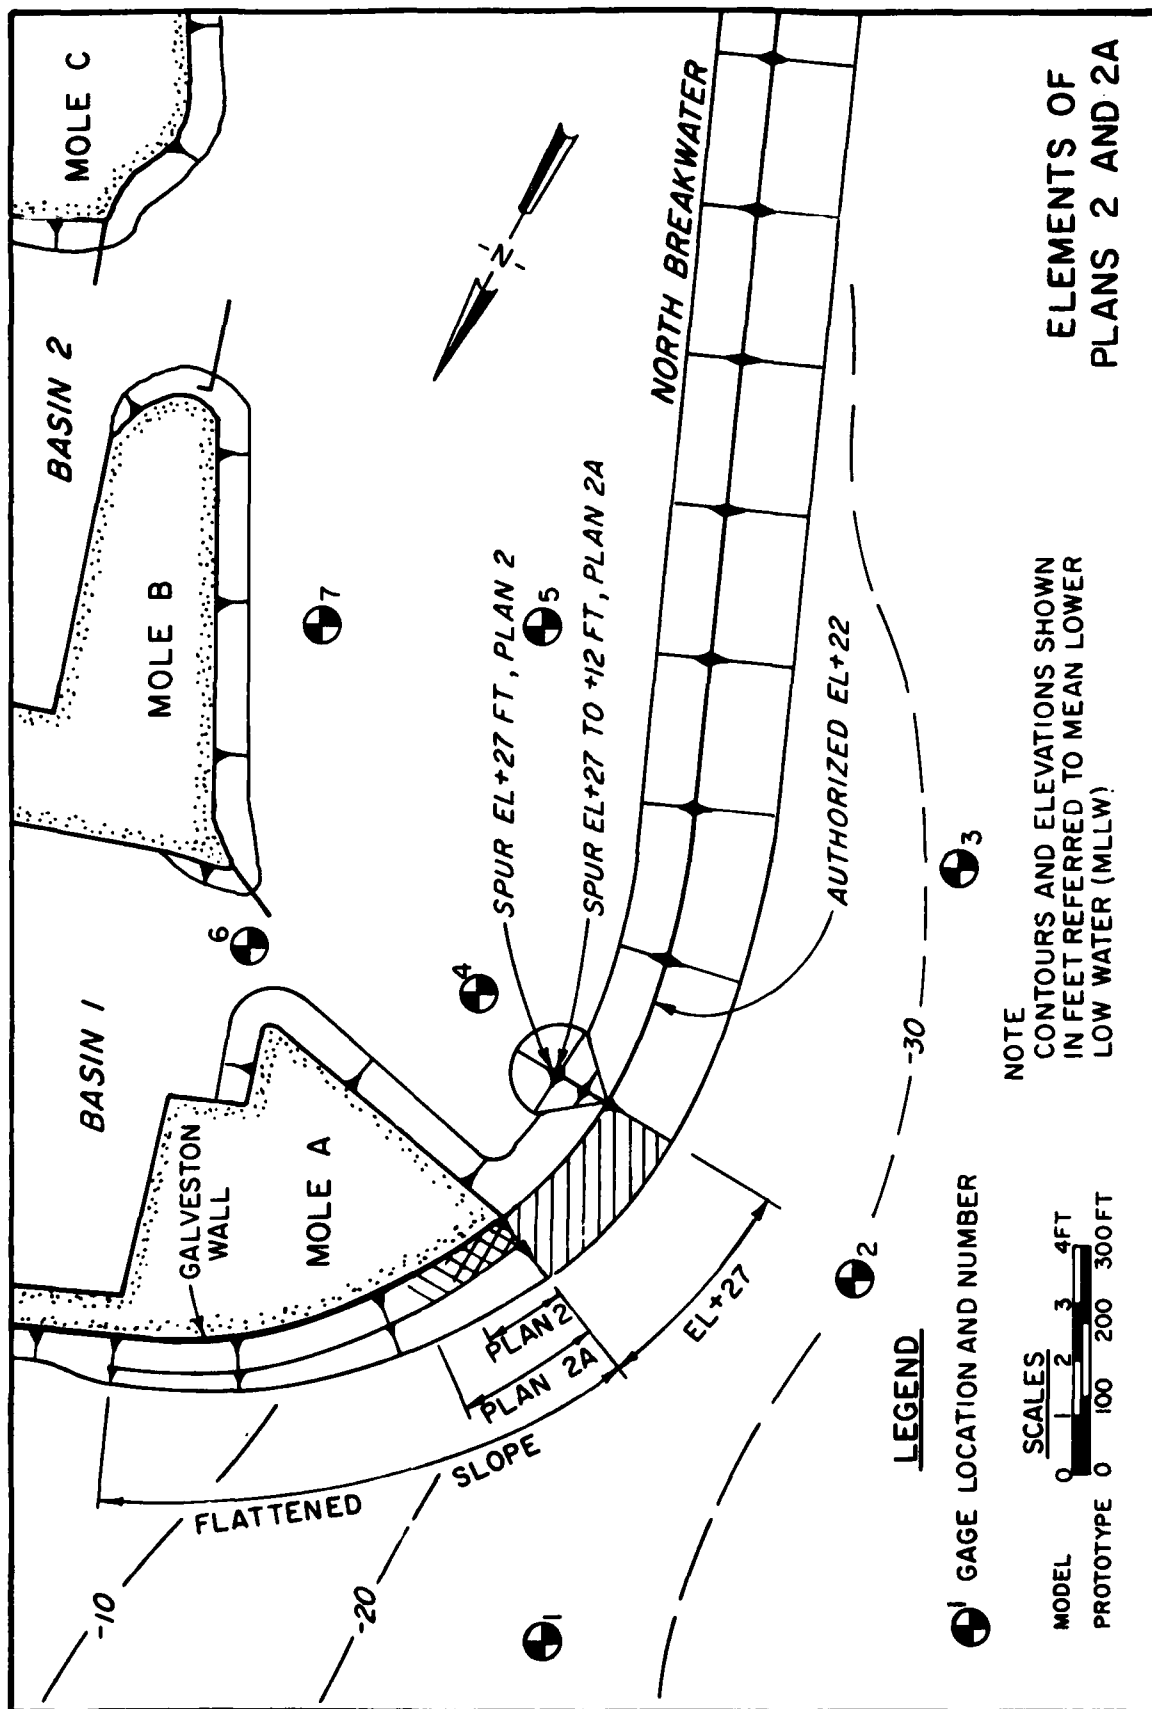 MOLE C
BASIN 2
MOLE B
BASIN 1
GALVESTON
WALL
MOLE A
N
NORTH BREAKWATER
SPUR EL+27 FT, PLAN 2
SPUR EL+27 TO +12 FT, PLAN 2A
AUTHORIZED EL+22
7
5
6
4
3
2
1
-30
-20
-10
EL+27
PLAN 2
PLAN 2A
FLATTENED SLOPE
NOTE
CONTOURS AND ELEVATIONS SHOWN
IN FEET REFERRED TO MEAN LOWER
LOW WATER (MLLW)
LEGEND
1 GAGE LOCATION AND NUMBER
SCALES
MODEL 0 1 2 3 4FT
PROTOTYPE 0 100 200 300FT
ELEMENTS OF
PLANS 2 AND 2A